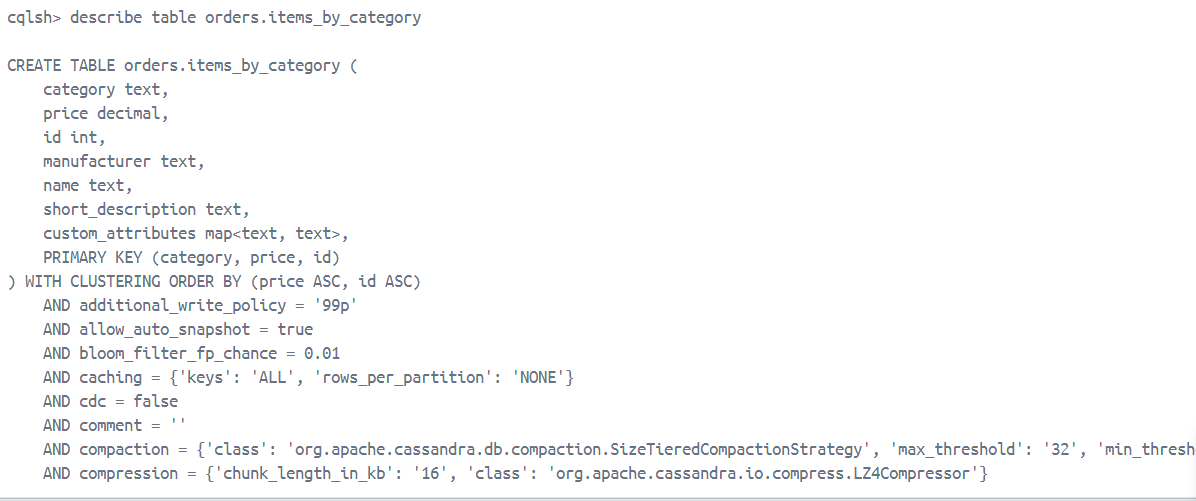 cqlsh> describe table orders.items_by_category
CREATE TABLE orders.items_by_category (
    category text,
    price decimal,
    id int,
    manufacturer text,
    name text,
    short_description text,
    custom_attributes map<text, text>,
    PRIMARY KEY (category, price, id)
) WITH CLUSTERING ORDER BY (price ASC, id ASC)
    AND additional_write_policy = '99p'
    AND allow_auto_snapshot = true
    AND bloom_filter_fp_chance = 0.01
    AND caching = {'keys': 'ALL', 'rows_per_partition': 'NONE'}
    AND cdc = false
    AND comment = ''
    AND compaction = {'class': 'org.apache.cassandra.db.compaction.SizeTieredCompactionStrategy', 'max_threshold': '32', 'min_thresh
    AND compression = {'chunk_length_in_kb': '16', 'class': 'org.apache.cassandra.io.compress.LZ4Compressor'}